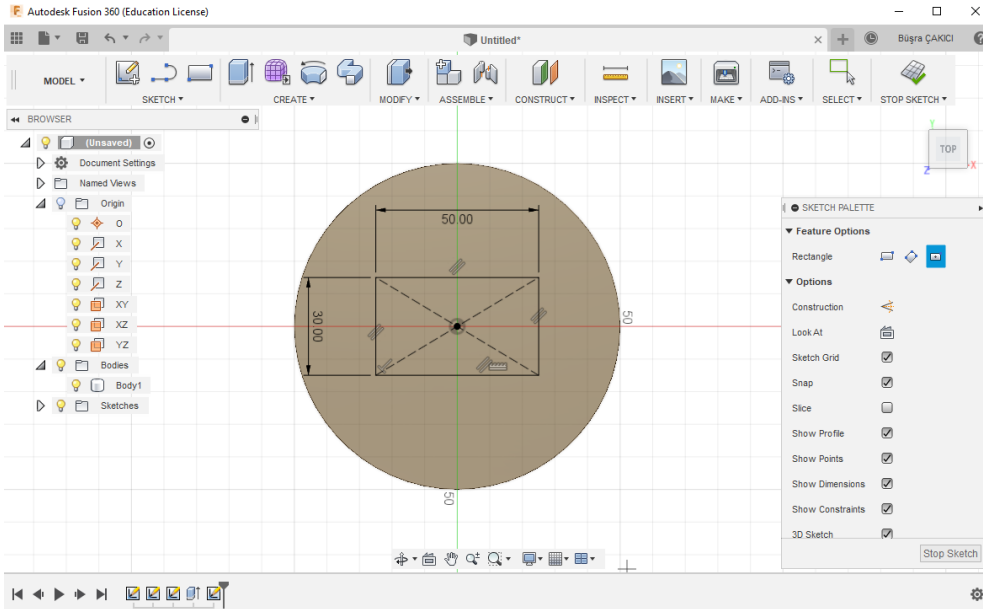 Autodesk Fusion 360 (Education License)
Untitled*
Büşra ÇAKICI
MODEL
SKETCH
CREATE
MODIFY
ASSEMBLE
CONSTRUCT
INSPECT
INSERT
MAKE
ADD-INS
SELECT
STOP SKETCH
BROWSER
(Unsaved)
Document Settings
Named Views
Origin
O
X
Y
Z
XY
XZ
YZ
Bodies
Body1
Sketches
50.00
30.00
50
50
Y
TOP
Z
X
SKETCH PALETTE
Feature Options
Rectangle
Options
Construction
Look At
Sketch Grid
Snap
Slice
Show Profile
Show Points
Show Dimensions
Show Constraints
3D Sketch
Stop Sketch